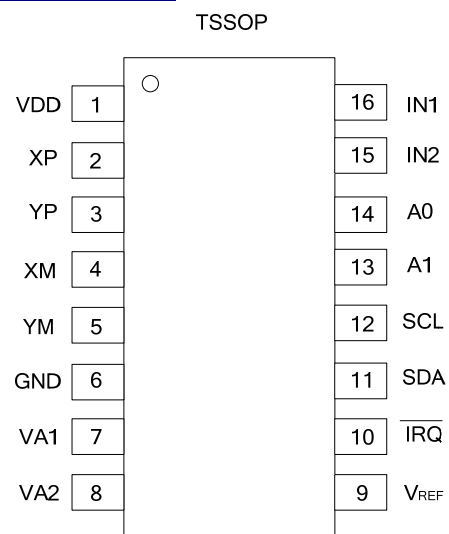 TSSOP
VDD 1 16 IN1
XP 2 15 IN2
YP 3 14 A0
XM 4 13 A1
YM 5 12 SCL
GND 6 11 SDA
VA1 7 10 IRQ
VA2 8 9 VREF